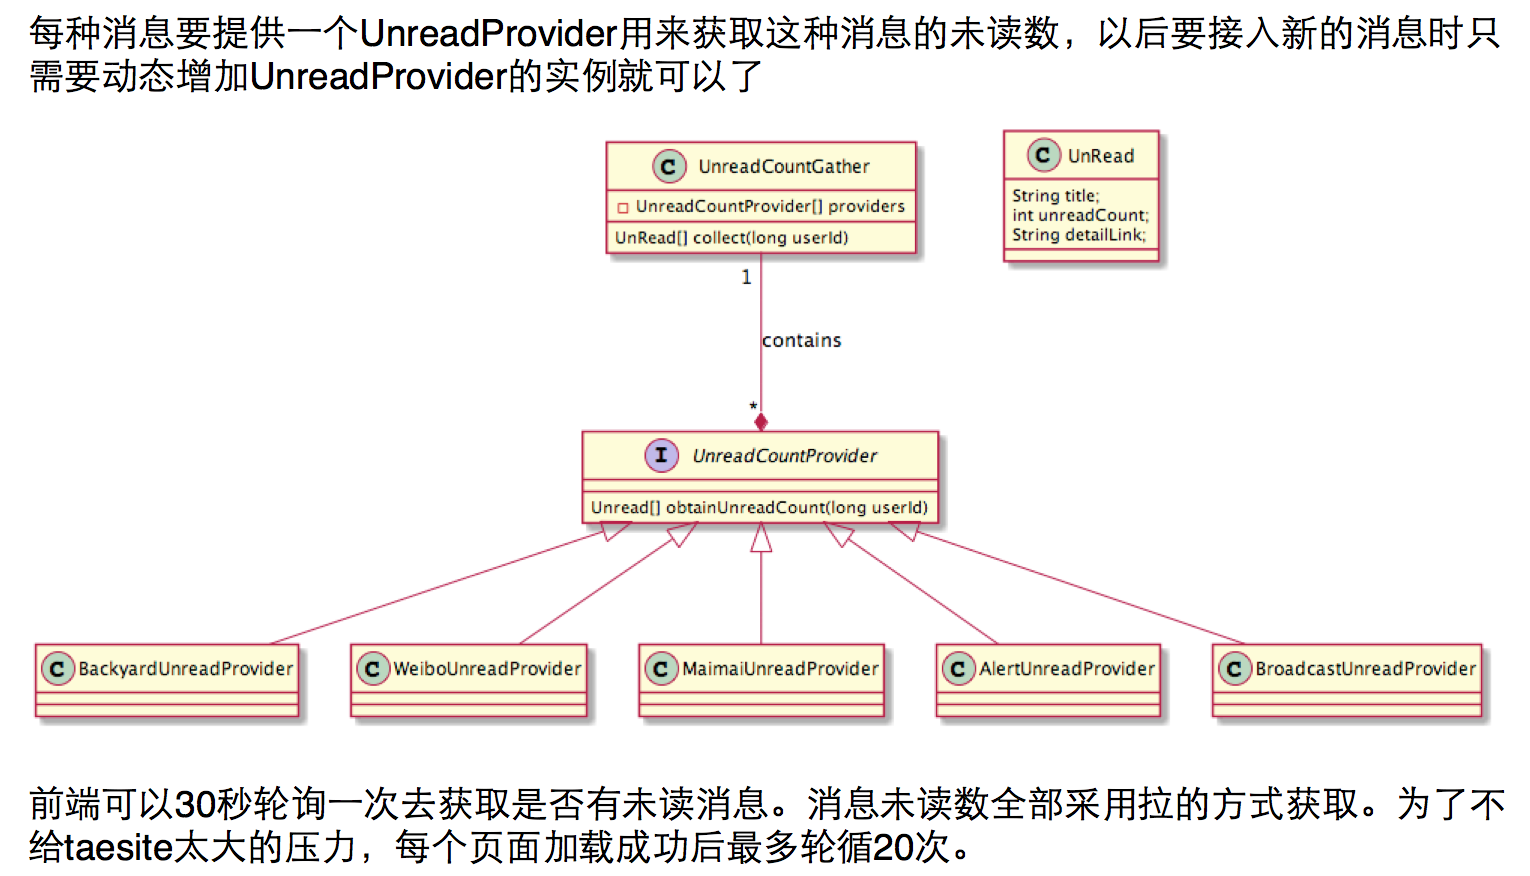 每种消息要提供一个UnreadProvider用来获取这种消息的未读数，以后要接入新的消息时只
需要动态增加UnreadProvider的实例就可以了
C UnreadCountGather
UnreadCountProvider[] providers
UnRead[] collect(long userId)
C UnRead
String title;
int unreadCount;
String detailLink;
1
contains
*
I UnreadCountProvider
Unread[] obtainUnreadCount(long userId)
C BackyardUnreadProvider
C WeiboUnreadProvider
C MaimaiUnreadProvider
C AlertUnreadProvider
C BroadcastUnreadProvider
前端可以30秒轮询一次去获取是否有未读消息。消息未读数全部采用拉的方式获取。为了不
给taesite太大的压力，每个页面加载成功后最多轮循20次。